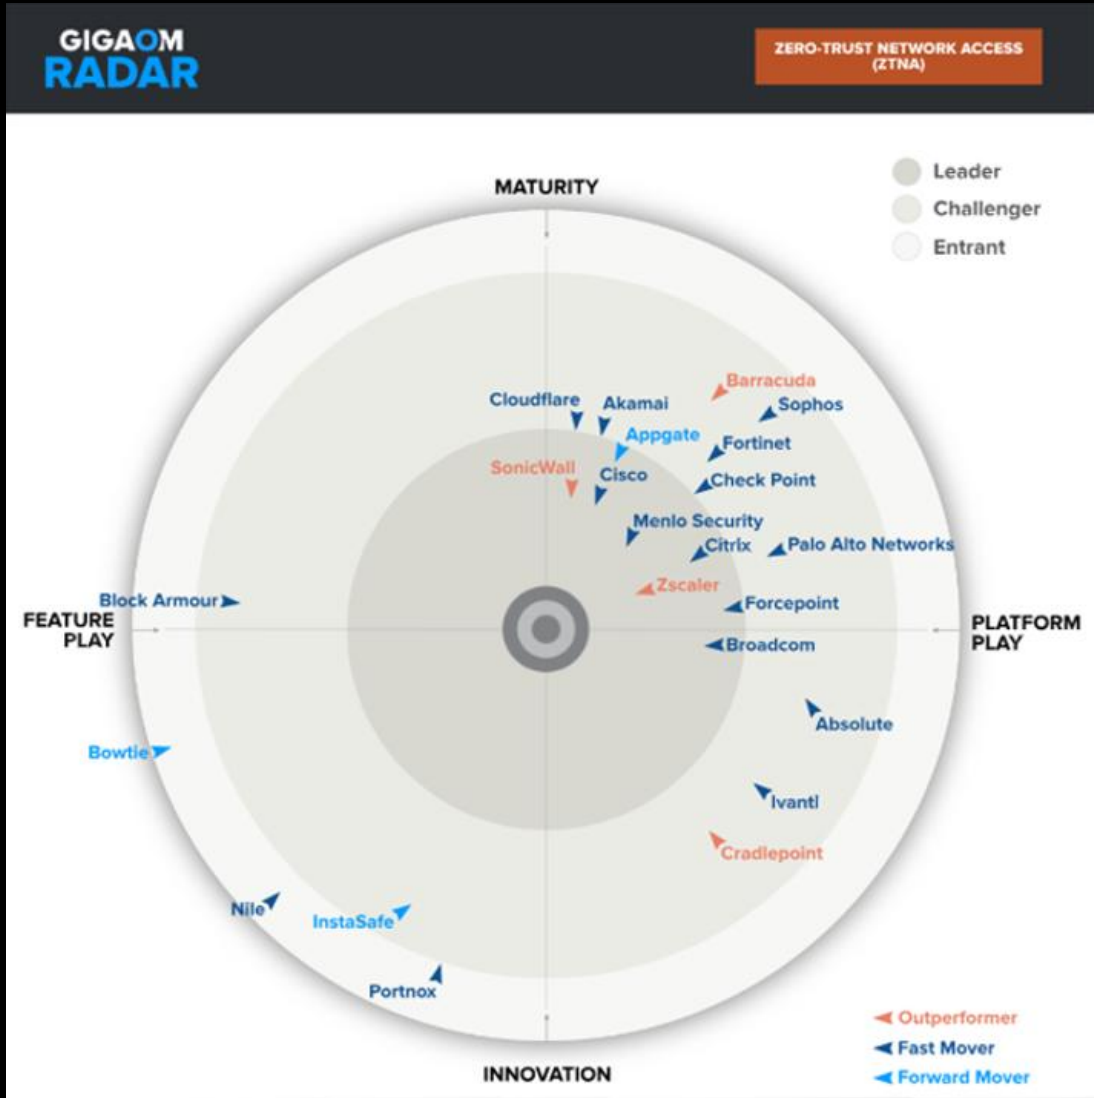 GIGAOM
RADAR
ZERO-TRUST NETWORK ACCESS
(ZTNA)
Leader
Challenger
Entrant
MATURITY
Barracuda
Cloudflare
Akamai
Sophos
Appgate
Fortinet
SonicWall
Cisco
Check Point
Menlo Security
Citrix
Palo Alto Networks
Zscaler
Block Armour
Forcepoint
FEATURE
PLAY
PLATFORM
PLAY
Broadcom
Absolute
Bowtie
Ivanti
Cradlepoint
Nile
InstaSafe
Portnox
INNOVATION
Outperformer
Fast Mover
Forward Mover